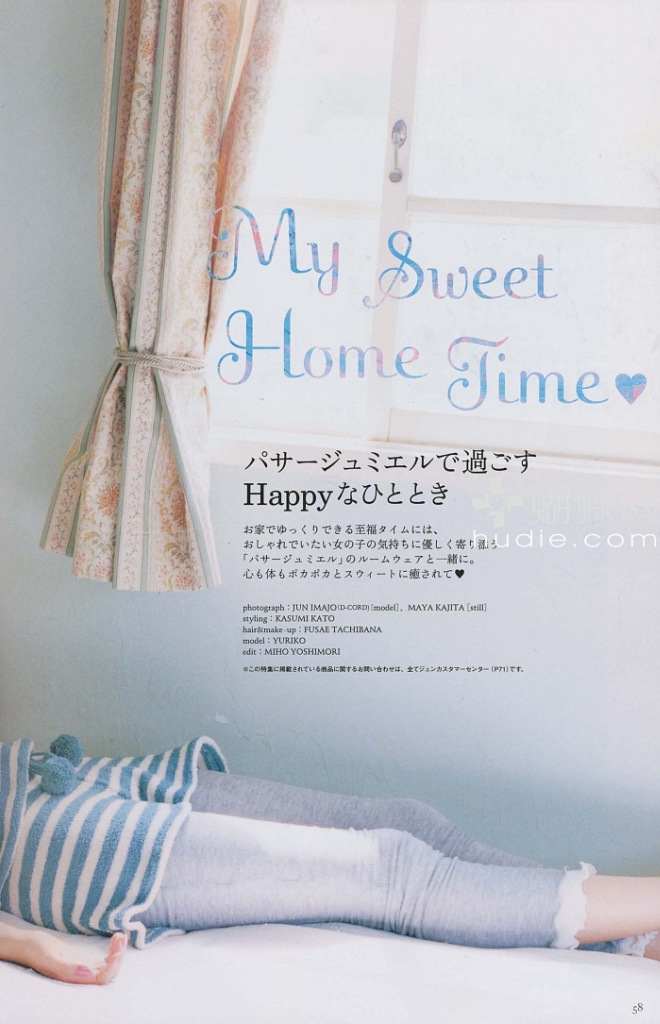 My Sweet
Home Time
パサージュミエルで過ごす
Happyなひととき
お家でゆっくりできる至福タイムには、
おしゃれでいたい女の子の気持ちに優しく寄り添う
「パサージュミエル」のルームウェアと一緒に。
心も体もポカポカとスウィートに癒されて♥
photograph：JUN IMAJO(D-CORD)[model]、MAYA KAJITA [still]
styling：KASUMI KATO
hair&make-up：FUSAE TACHIBANA
model：YURIKO
edit：MIHO YOSHIMORI
※この特集に掲載されている商品に関するお問い合わせは、全てジュンカスタマーセンター（P71）です。
hudie.com
58